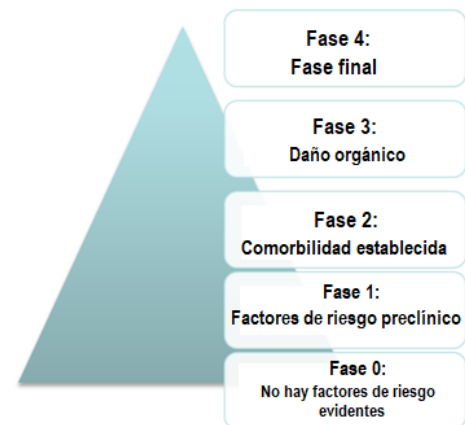 Fase 4:
Fase final
Fase 3:
Daño orgánico
Fase 2:
Comorbilidad establecida
Fase 1:
Factores de riesgo preclínico
Fase 0:
No hay factores de riesgo
evidentes